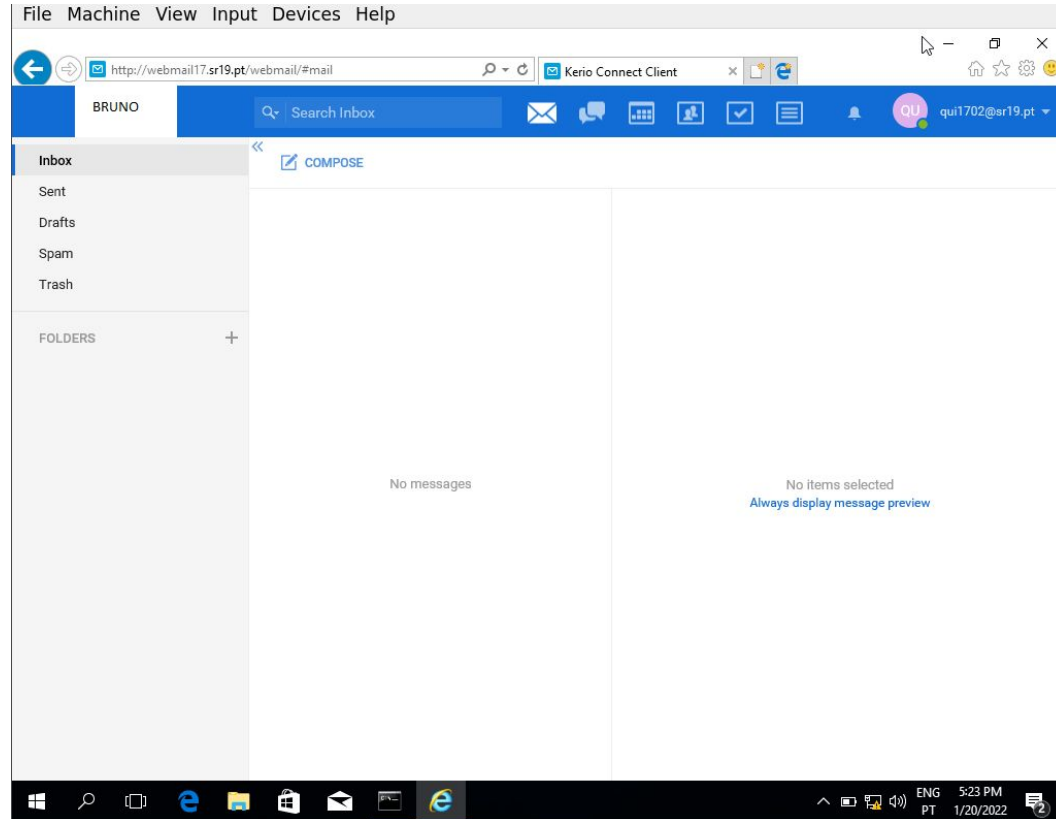 File Machine View Input Devices Help
http://webmail17.sr19.pt/webmail/#mail
Kerio Connect Client
BRUNO
Search Inbox
QU
qui1702@sr19.pt
Inbox
COMPOSE
Sent
Drafts
Spam
Trash
FOLDERS
No messages
No items selected
Always display message preview
ENG 5:23 PM
PT 1/20/2022
2